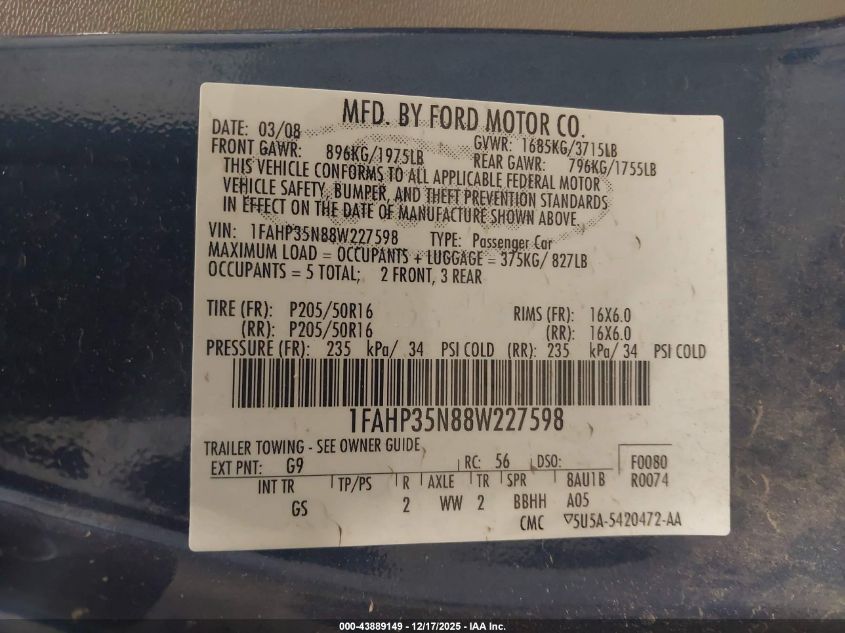 MFD. BY FORD MOTOR CO.
DATE: 03/08 GVWR: 1685KG/3715LB
FRONT GAWR: 896KG/1975LB REAR GAWR: 796KG/1755LB
THIS VEHICLE CONFORMS TO ALL APPLICABLE FEDERAL MOTOR
VEHICLE SAFETY, BUMPER, AND THEFT PREVENTION STANDARDS
IN EFFECT ON THE DATE OF MANUFACTURE SHOWN ABOVE.
VIN: 1FAHP35N88W227598 TYPE: Passenger Car
MAXIMUM LOAD = OCCUPANTS + LUGGAGE = 375KG/ 827LB
OCCUPANTS = 5 TOTAL; 2 FRONT, 3 REAR
TIRE (FR): P205/50R16 RIMS (FR): 16X6.0
(RR): P205/50R16 (RR): 16X6.0
PRESSURE (FR): 235 kPa/ 34 PSI COLD (RR): 235 kPa/ 34 PSI COLD
1FAHP35N88W227598
TRAILER TOWING - SEE OWNER GUIDE
EXT PNT: G9 RC: 56 DSO: F0080
INT TR TP/PS R AXLE TR SPR 8AU1B R0074
GS 2 WW 2 BBHH A05
CMC ▽5U5A-5420472-AA
000-43889149 — 12/17/2025 — IAA Inc.